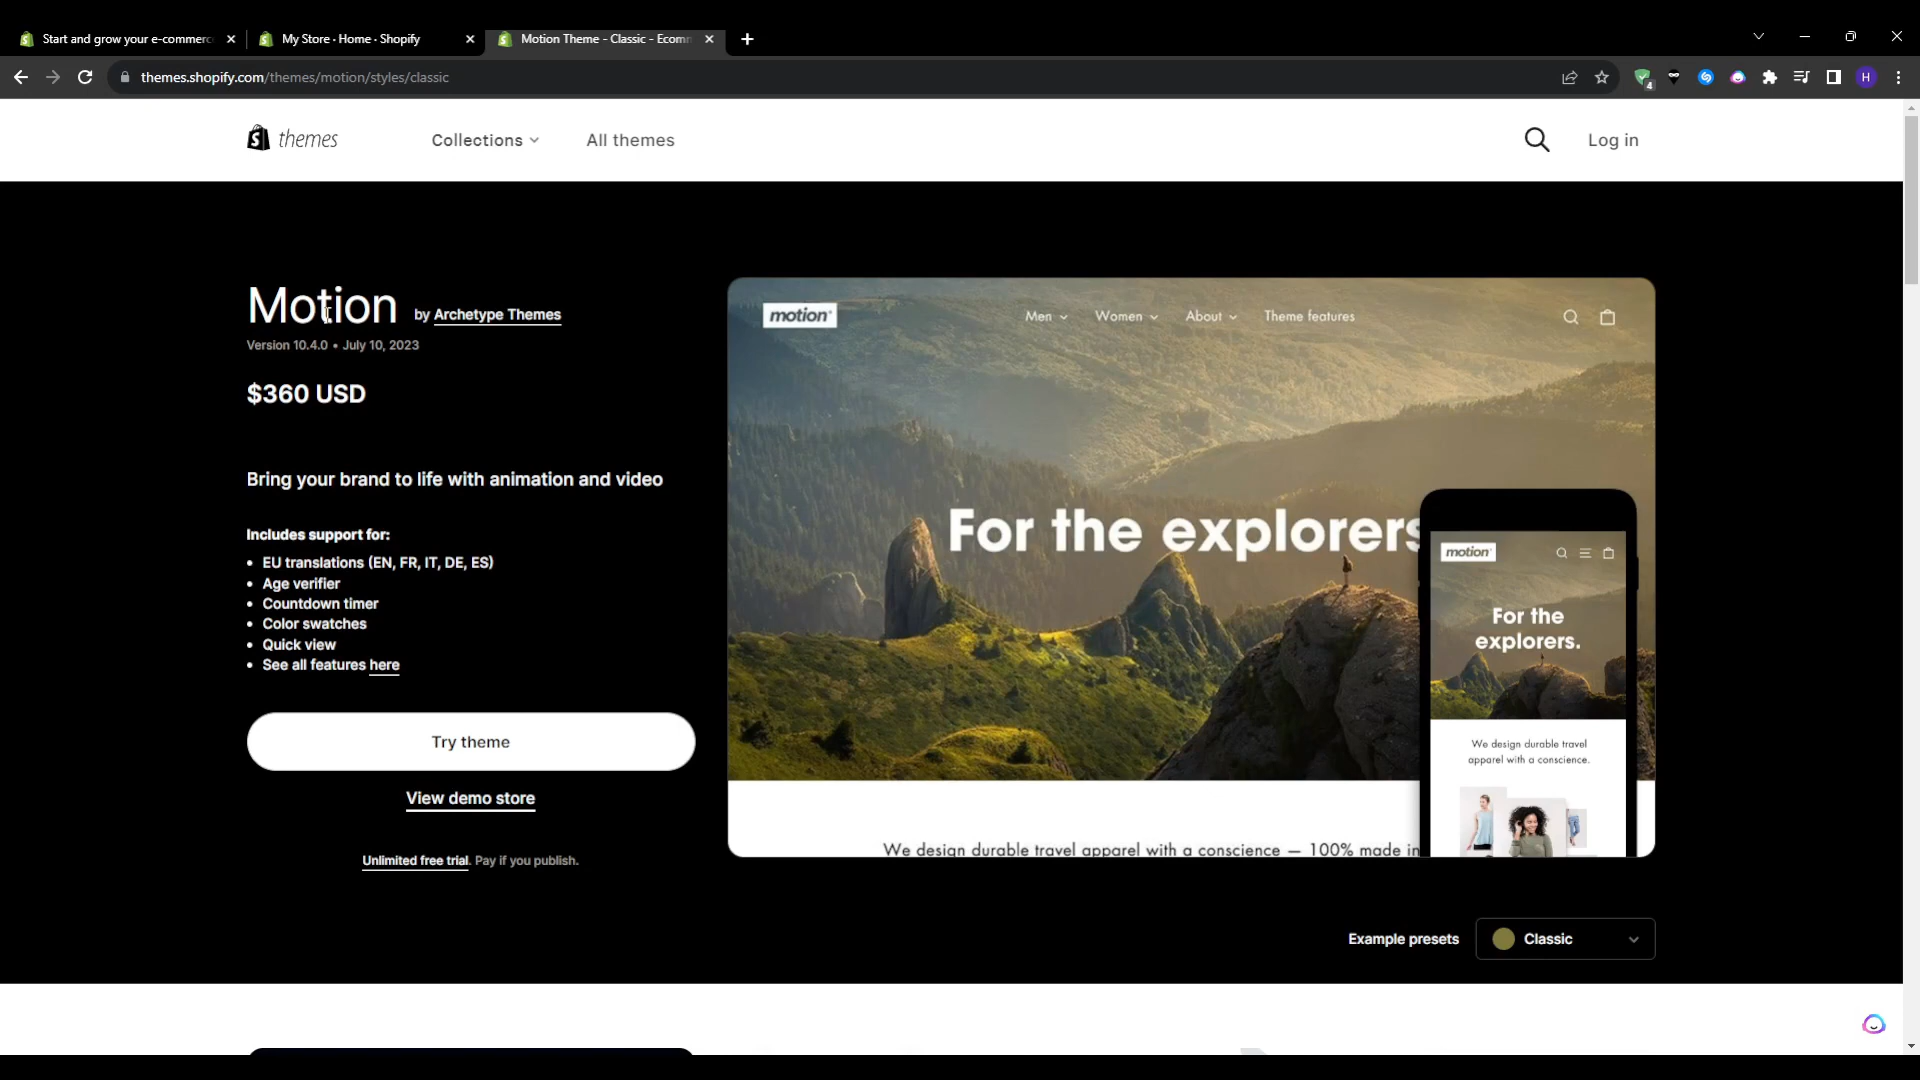 Start and grow your e-commerc
My Store · Home · Shopify
Motion Theme - Classic - Ecom
themes.shopify.com/themes/motion/styles/classic
4
H
themes
Collections
All themes
Log in
Motion by Archetype Themes
Version 10.4.0 • July 10, 2023
$360 USD
Bring your brand to life with animation and video
Includes support for:
• EU translations (EN, FR, IT, DE, ES)
• Age verifier
• Countdown timer
• Color swatches
• Quick view
• See all features here
Try theme
View demo store
Unlimited free trial. Pay if you publish.
motion
Men
Women
About
Theme features
For the explorers
We design durable travel apparel with a conscience — 100% made in
motion
For the
explorers.
We design durable travel
apparel with a conscience.
Example presets
Classic